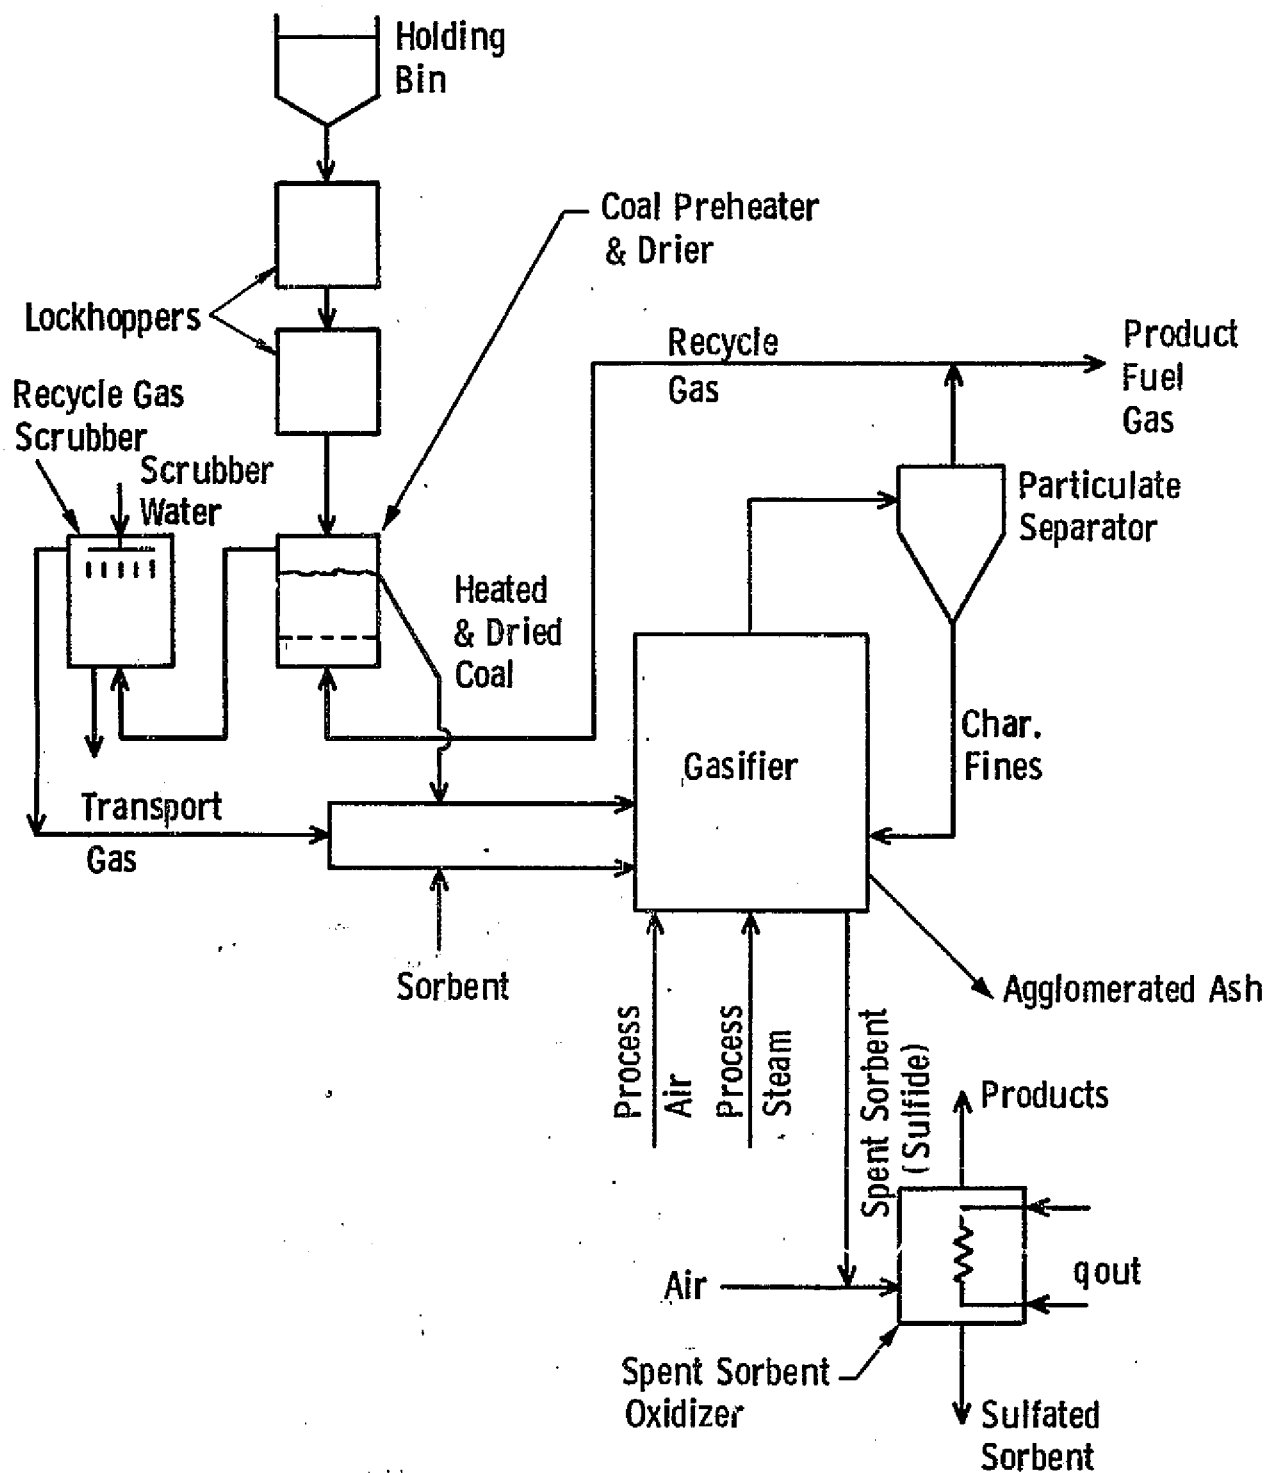 Holding
Bin
Coal Preheater
& Drier
Lockhoppers
Recycle
Gas
Product
Fuel
Gas
Recycle Gas
Scrubber
Scrubber
Water
Particulate
Separator
Heated
& Dried
Coal
Char.
Fines
Gasifier
Transport
Gas
Sorbent
Agglomerated Ash
Process
Air
Process
Steam
Spent Sorbent
(Sulfide)
Products
Air
qout
Spent Sorbent
Oxidizer
Sulfated
Sorbent